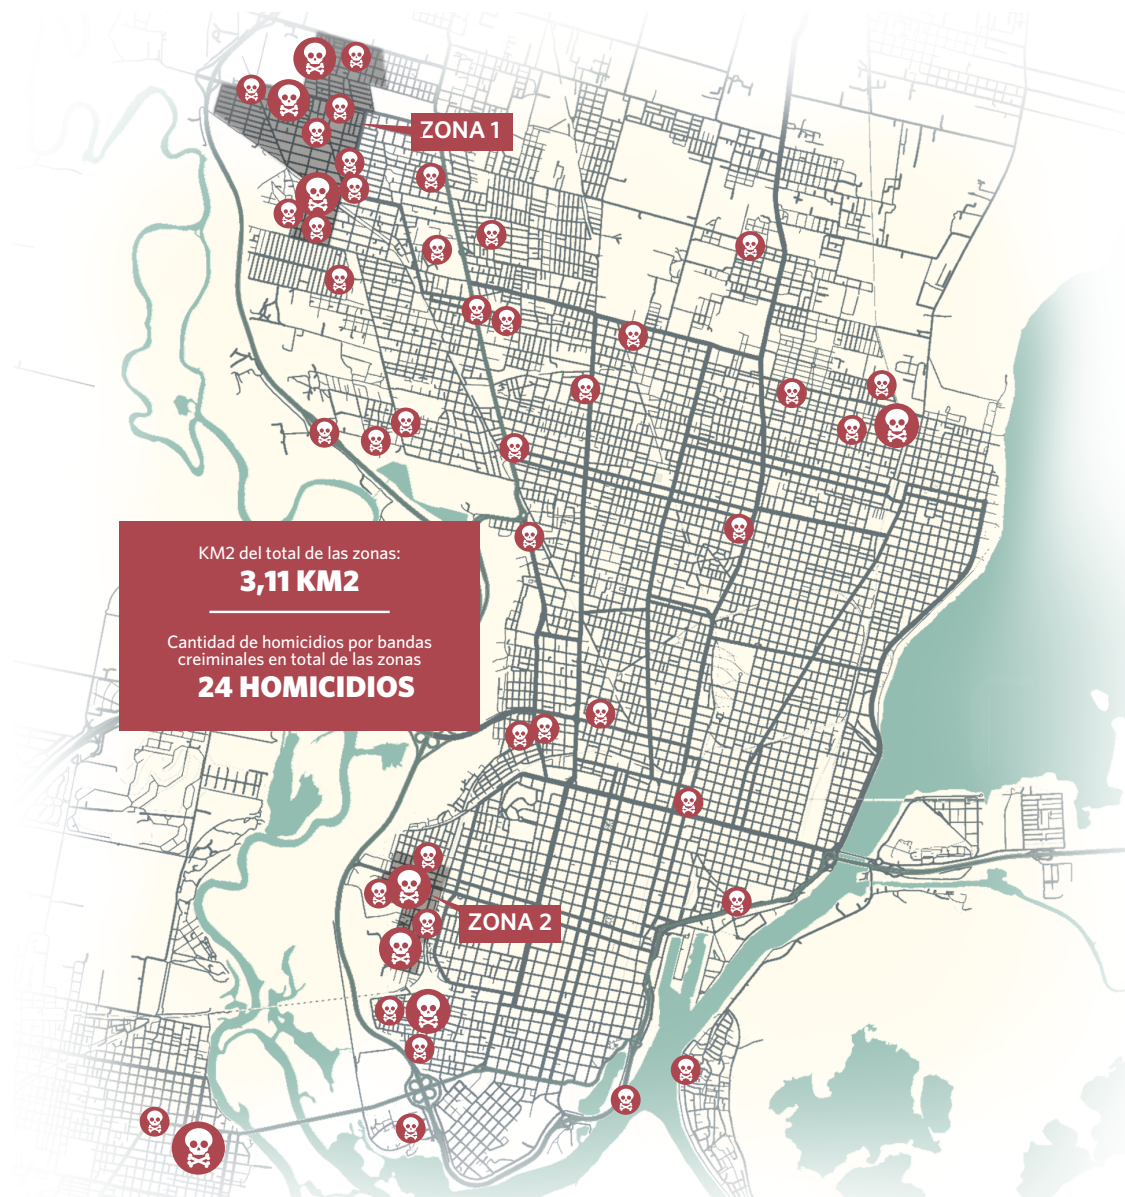 ZONA 1
KM2 del total de las zonas:
3,11 KM2
Cantidad de homicidios por bandas
creiminales en total de las zonas
24 HOMICIDIOS
ZONA 2